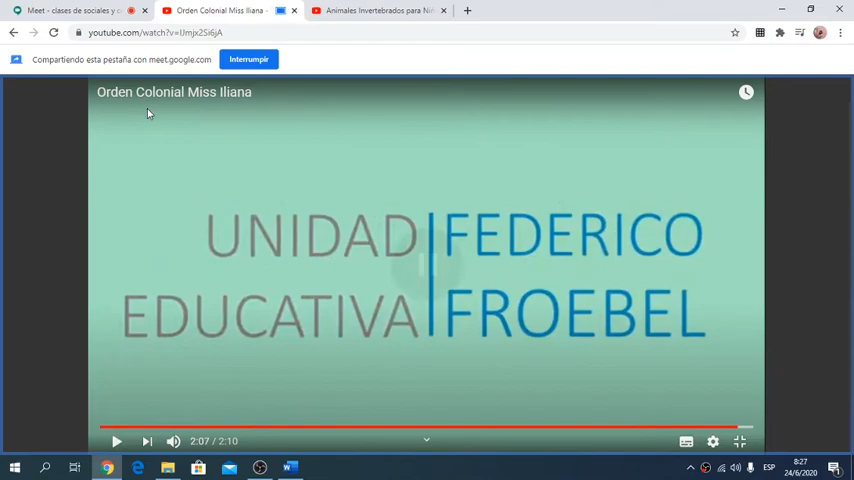 Meet - clases de sociales y c
Orden Colonial Miss Iliana -
Animales Invertebrados para Niñ
youtube.com/watch?v=IJmjx2Si6jA
Compartiendo esta pestaña con meet.google.com
Interrumpir
Orden Colonial Miss Iliana
UNIDAD FEDERICO
EDUCATIVA FROEBEL
2:07 / 2:10
ESP
8:27
24/6/2020